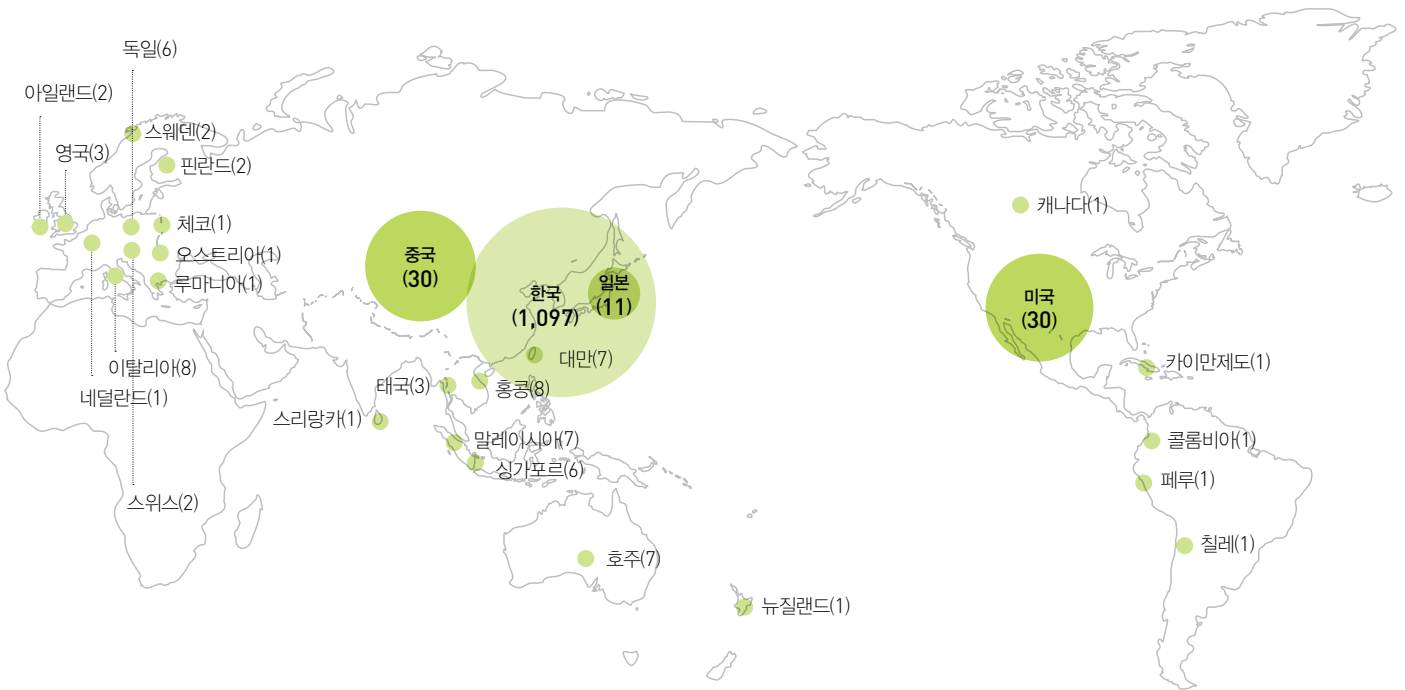 독일(6)
아일랜드(2)
스웨덴(2)
영국(3)
핀란드(2)
체코(1)
오스트리아(1)
루마니아(1)
이탈리아(8)
네덜란드(1)
스위스(2)
중국
(30)
한국
(1,097)
일본
(11)
대만(7)
태국(3)
홍콩(8)
스리랑카(1)
말레이시아(7)
싱가포르(6)
호주(7)
뉴질랜드(1)
캐나다(1)
미국
(30)
카이만제도(1)
콜롬비아(1)
페루(1)
칠레(1)